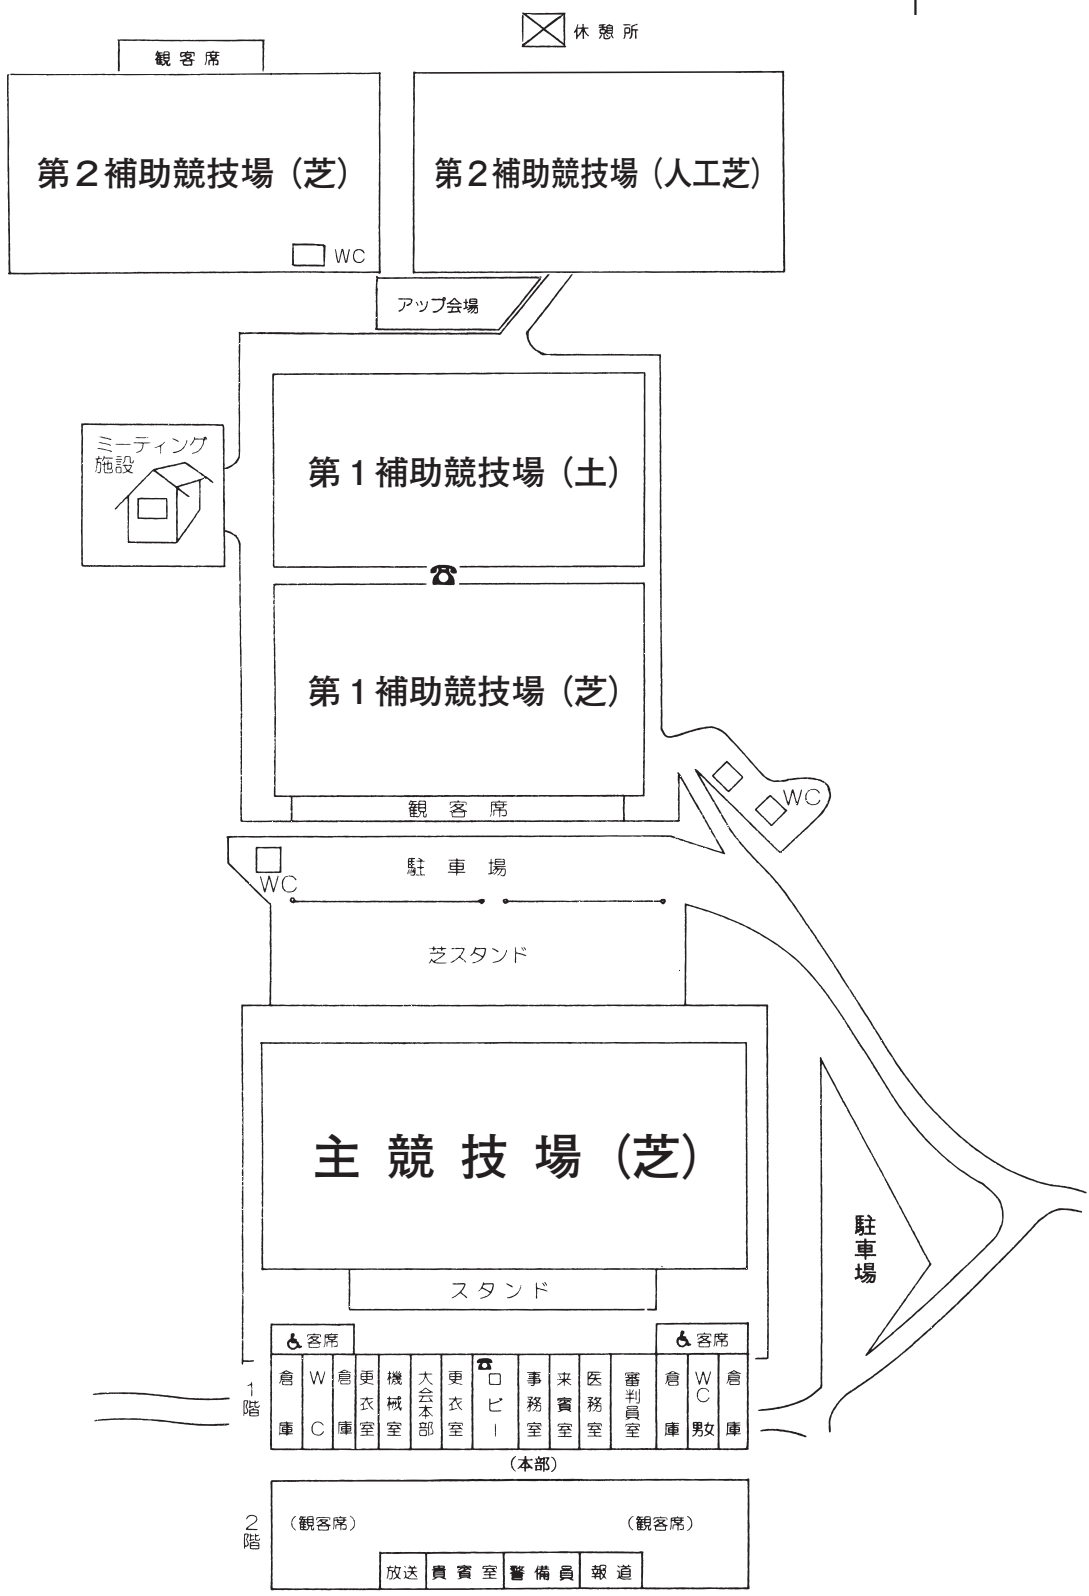 休憩所
観客席
第2補助競技場(芝)
第2補助競技場(人工芝)
WC
アップ会場
ミーティング
施設
第1補助競技場(土)
第1補助競技場(芝)
観客席
WC
駐車場
WC
芝スタンド
主競技場(芝)
駐車場
スタンド
客席
客席
1階
倉庫
WC
倉庫
更衣室
機械室
大会本部
更衣室
ロビー
事務室
来賓室
医務室
審判員室
倉庫
WC男女
倉庫
(本部)
2階
(観客席)
(観客席)
放送
貴賓室
警備員
報道